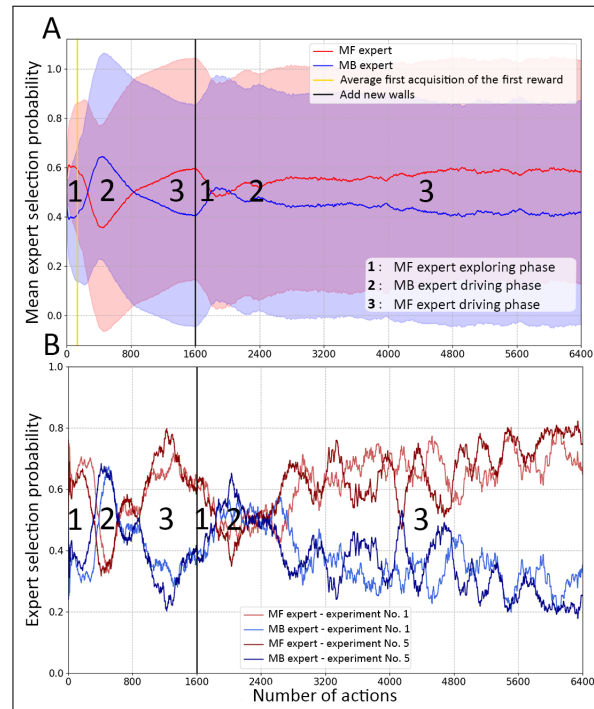 A
MF expert
MB expert
Average first acquisition of the first reward
Add new walls
1.0
0.8
0.6
0.4
0.2
0.0
Mean expert selection probability
1 2 3 1 2 3
1 : MF expert exploring phase
2 : MB expert driving phase
3 : MF expert driving phase
0 800 1600 2400 3200 4000 4800 5600 6400
B
1.0
0.8
0.6
0.4
0.2
0.0
Expert selection probability
1 2 3 1 2 3
MF expert - experiment No. 1
MB expert - experiment No. 1
MF expert - experiment No. 5
MB expert - experiment No. 5
0 800 1600 2400 3200 4000 4800 5600 6400
Number of actions